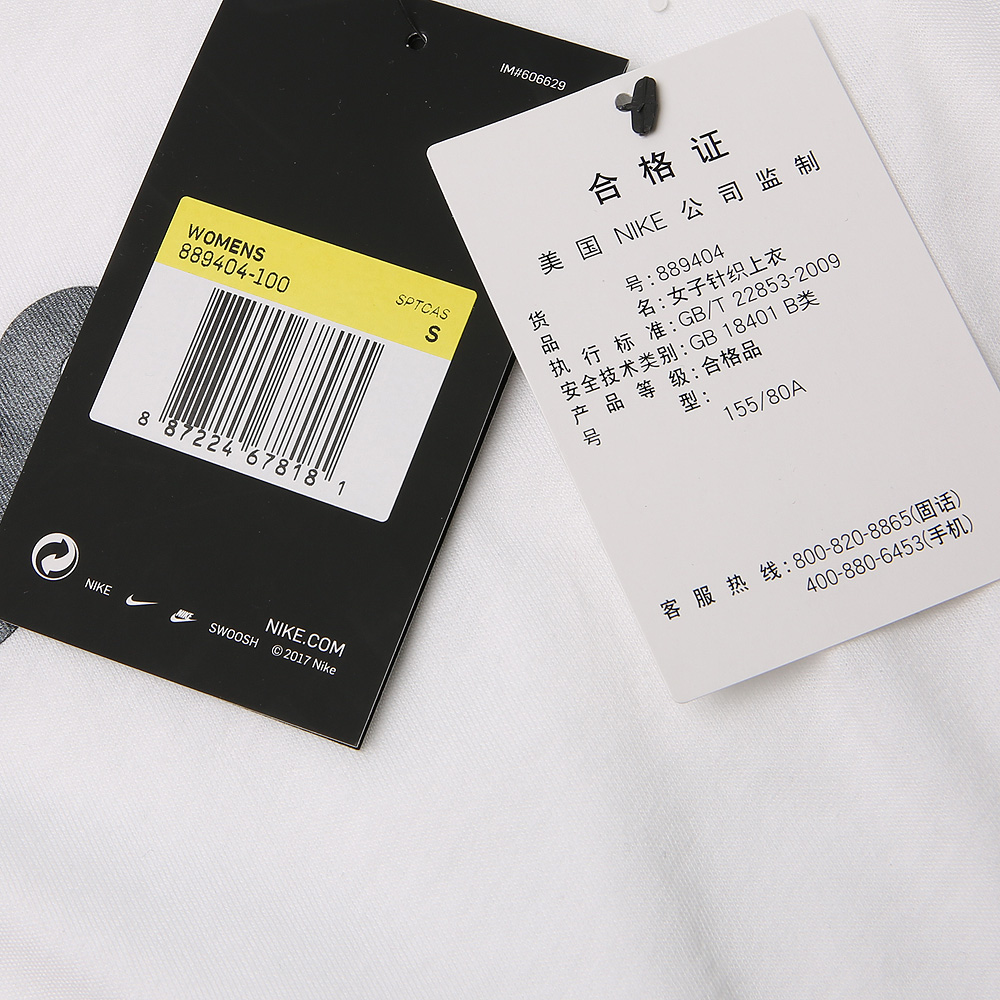 IM#606629
WOMENS
889404-100
SPTCAS
S
8 87224 67818 1
NIKE
NIKE
SWOOSH
NIKE.COM
© 2017 Nike
合格证
美国 NIKE 公司监制
货号:889404
品名:女子针织上衣
执行标准:GB/T 22853-2009
安全技术类别:GB 18401 B类
产品等级:合格品
号型:155/80A
客服热线:800-820-8865(固话)
400-880-6453(手机)